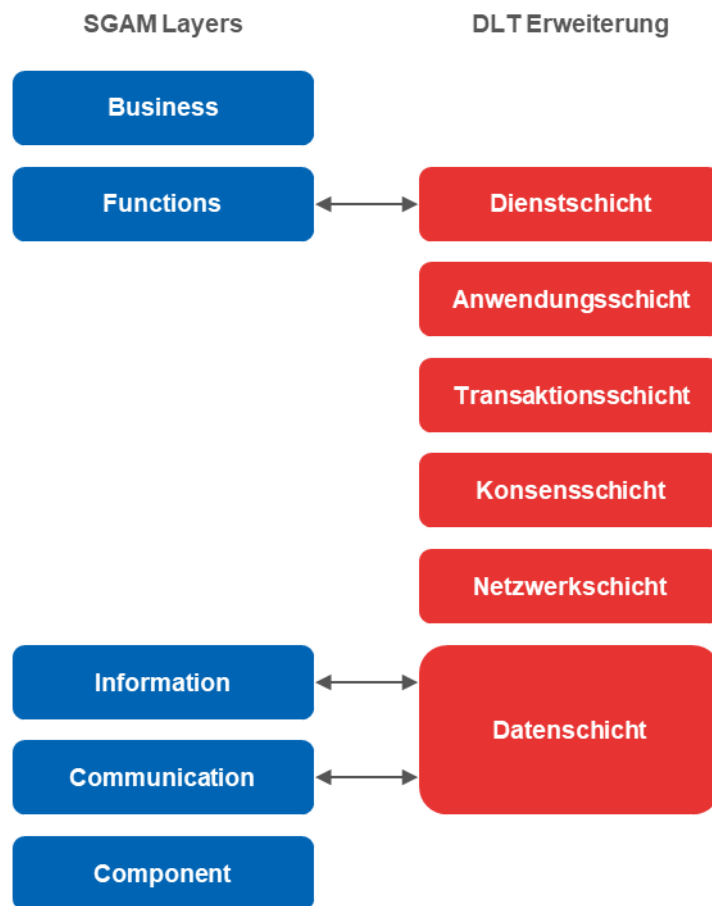 SGAM Layers
DLT Erweiterung
Business
Functions
Dienstschicht
Anwendungsschicht
Transaktionsschicht
Konsensschicht
Netzwerkschicht
Information
Datenschicht
Communication
Component